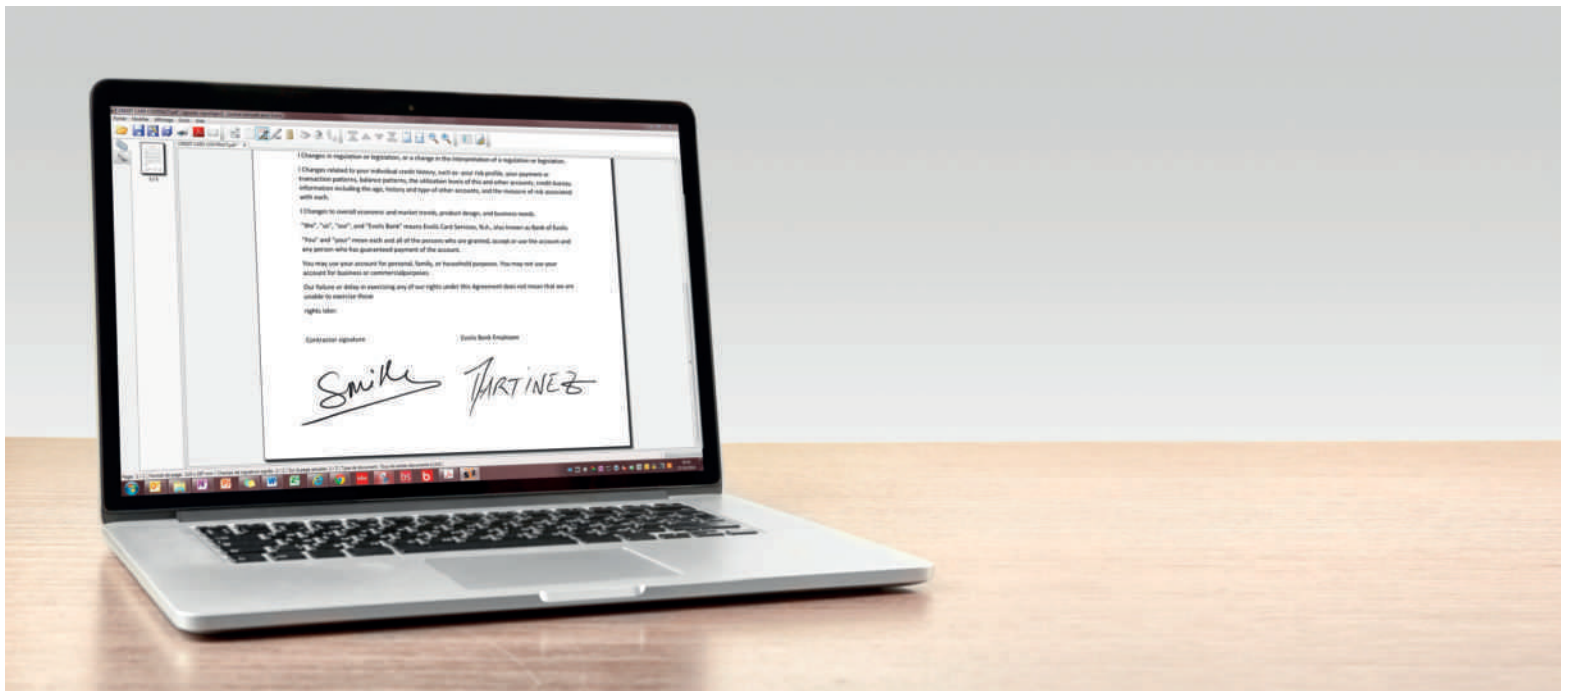 ! Changes in regulation or legislation, or a change in the interpretation of a regulation or legislation.
! Changes related to your individual credit history, such as: your risk profile, your payment or
transaction patterns, balance patterns, the utilization levels of this and other accounts, credit bureau
information including the age, history and type of other accounts, and the measure of risk associated
with each.
! Changes to overall economic and market trends, product design, and business needs.
"We", "us", "our", and "Evolis Bank" means Evolis Card Services, N.A., also known as Bank of Evolis
"You" and "your" mean each and all of the persons who are granted, accept or use the account and
any person who has guaranteed payment of the account.
You may use your account for personal, family, or household purposes. You may not use your
account for business or commercialpurposes
Our failure or delay in exercising any of our rights under this Agreement does not mean that we are
unable to exercise those
rights later.
Contractor signature
Evolis Bank Employee
MARTINEZ